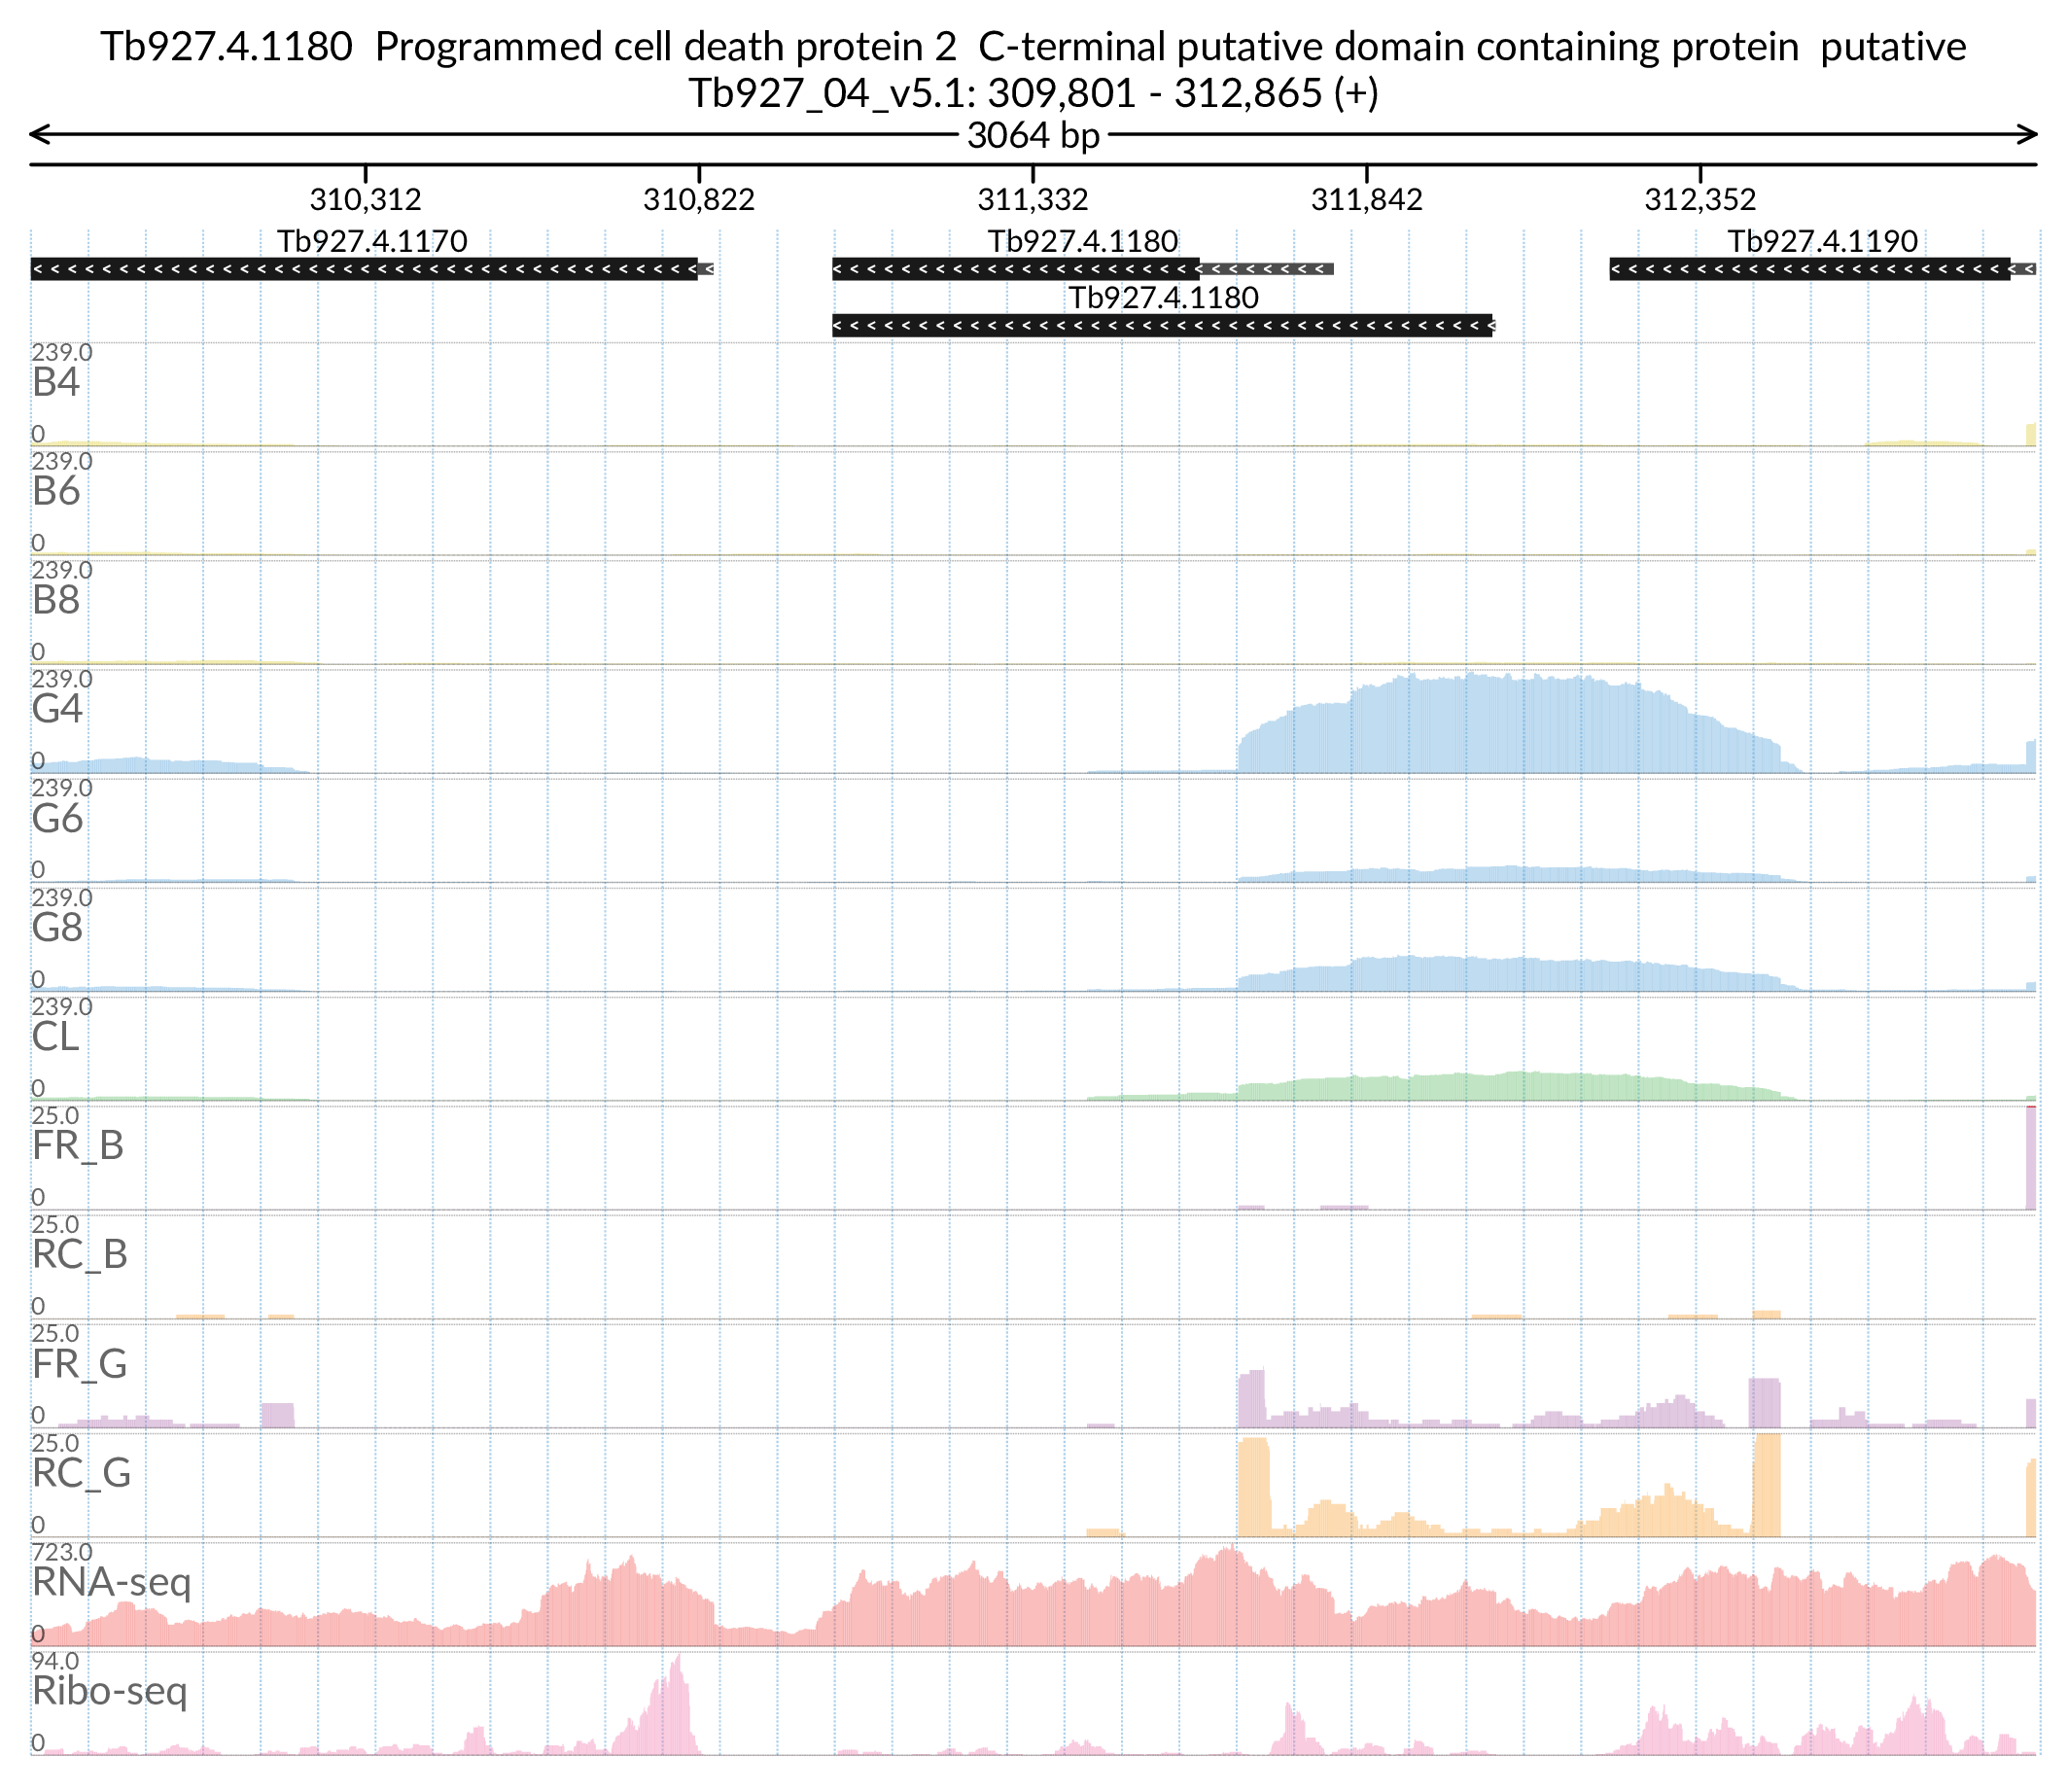 Tb927.4.1180  Programmed cell death protein 2  C-terminal putative domain containing protein  putative
Tb927_04_v5.1: 309,801 - 312,865 (+)
3064 bp
310,312 310,822 311,332 311,842 312,352
Tb927.4.1170 Tb927.4.1180 Tb927.4.1190
Tb927.4.1180
239.0
B4
0
239.0
B6
0
239.0
B8
0
239.0
G4
0
239.0
G6
0
239.0
G8
0
239.0
CL
0
25.0
FR_B
0
25.0
RC_B
0
25.0
FR_G
0
25.0
RC_G
0
723.0
RNA-seq
0
94.0
Ribo-seq
0